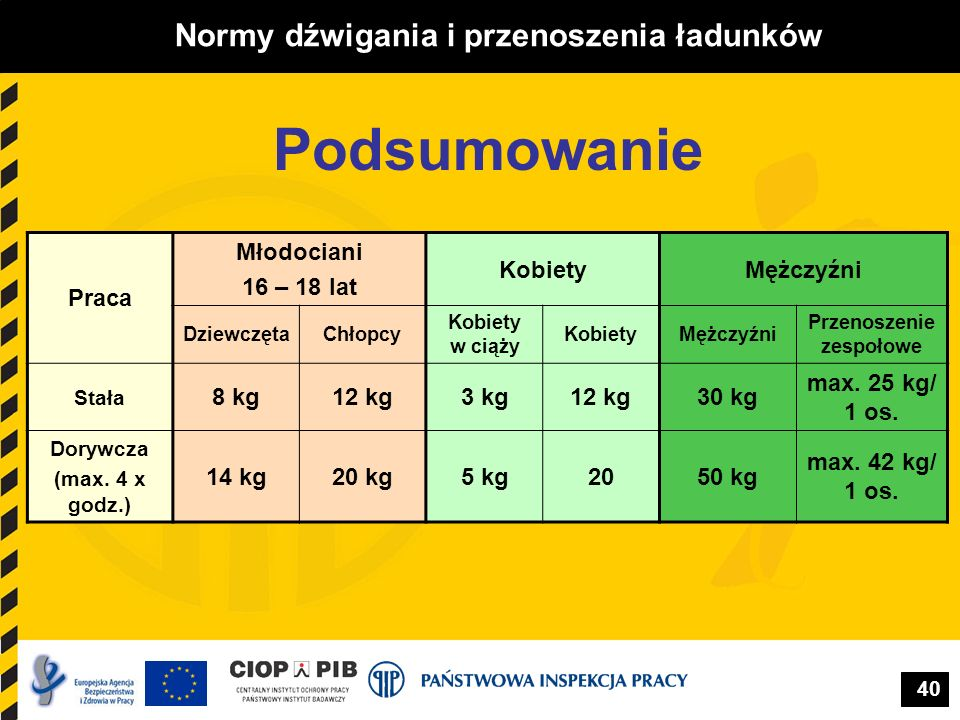 Normy dźwigania i przenoszenia ładunków
Podsumowanie
Praca
Młodociani
16 – 18 lat
Kobiety
Mężczyźni
Dziewczęta
Chłopcy
Kobiety
w ciąży
Kobiety
Mężczyźni
Przenoszenie
zespołowe
Stała
8 kg
12 kg
3 kg
12 kg
30 kg
max. 25 kg/
1 os.
Dorywcza
(max. 4 x
godz.)
14 kg
20 kg
5 kg
20
50 kg
max. 42 kg/
1 os.
Europejska Agencja
Bezpieczeństwa
i Zdrowia w Pracy
CIOP PIB
CENTRALNY INSTYTUT OCHRONY PRACY
PAŃSTWOWY INSTYTUT BADAWCZY
PAŃSTWOWA INSPEKCJA PRACY
40